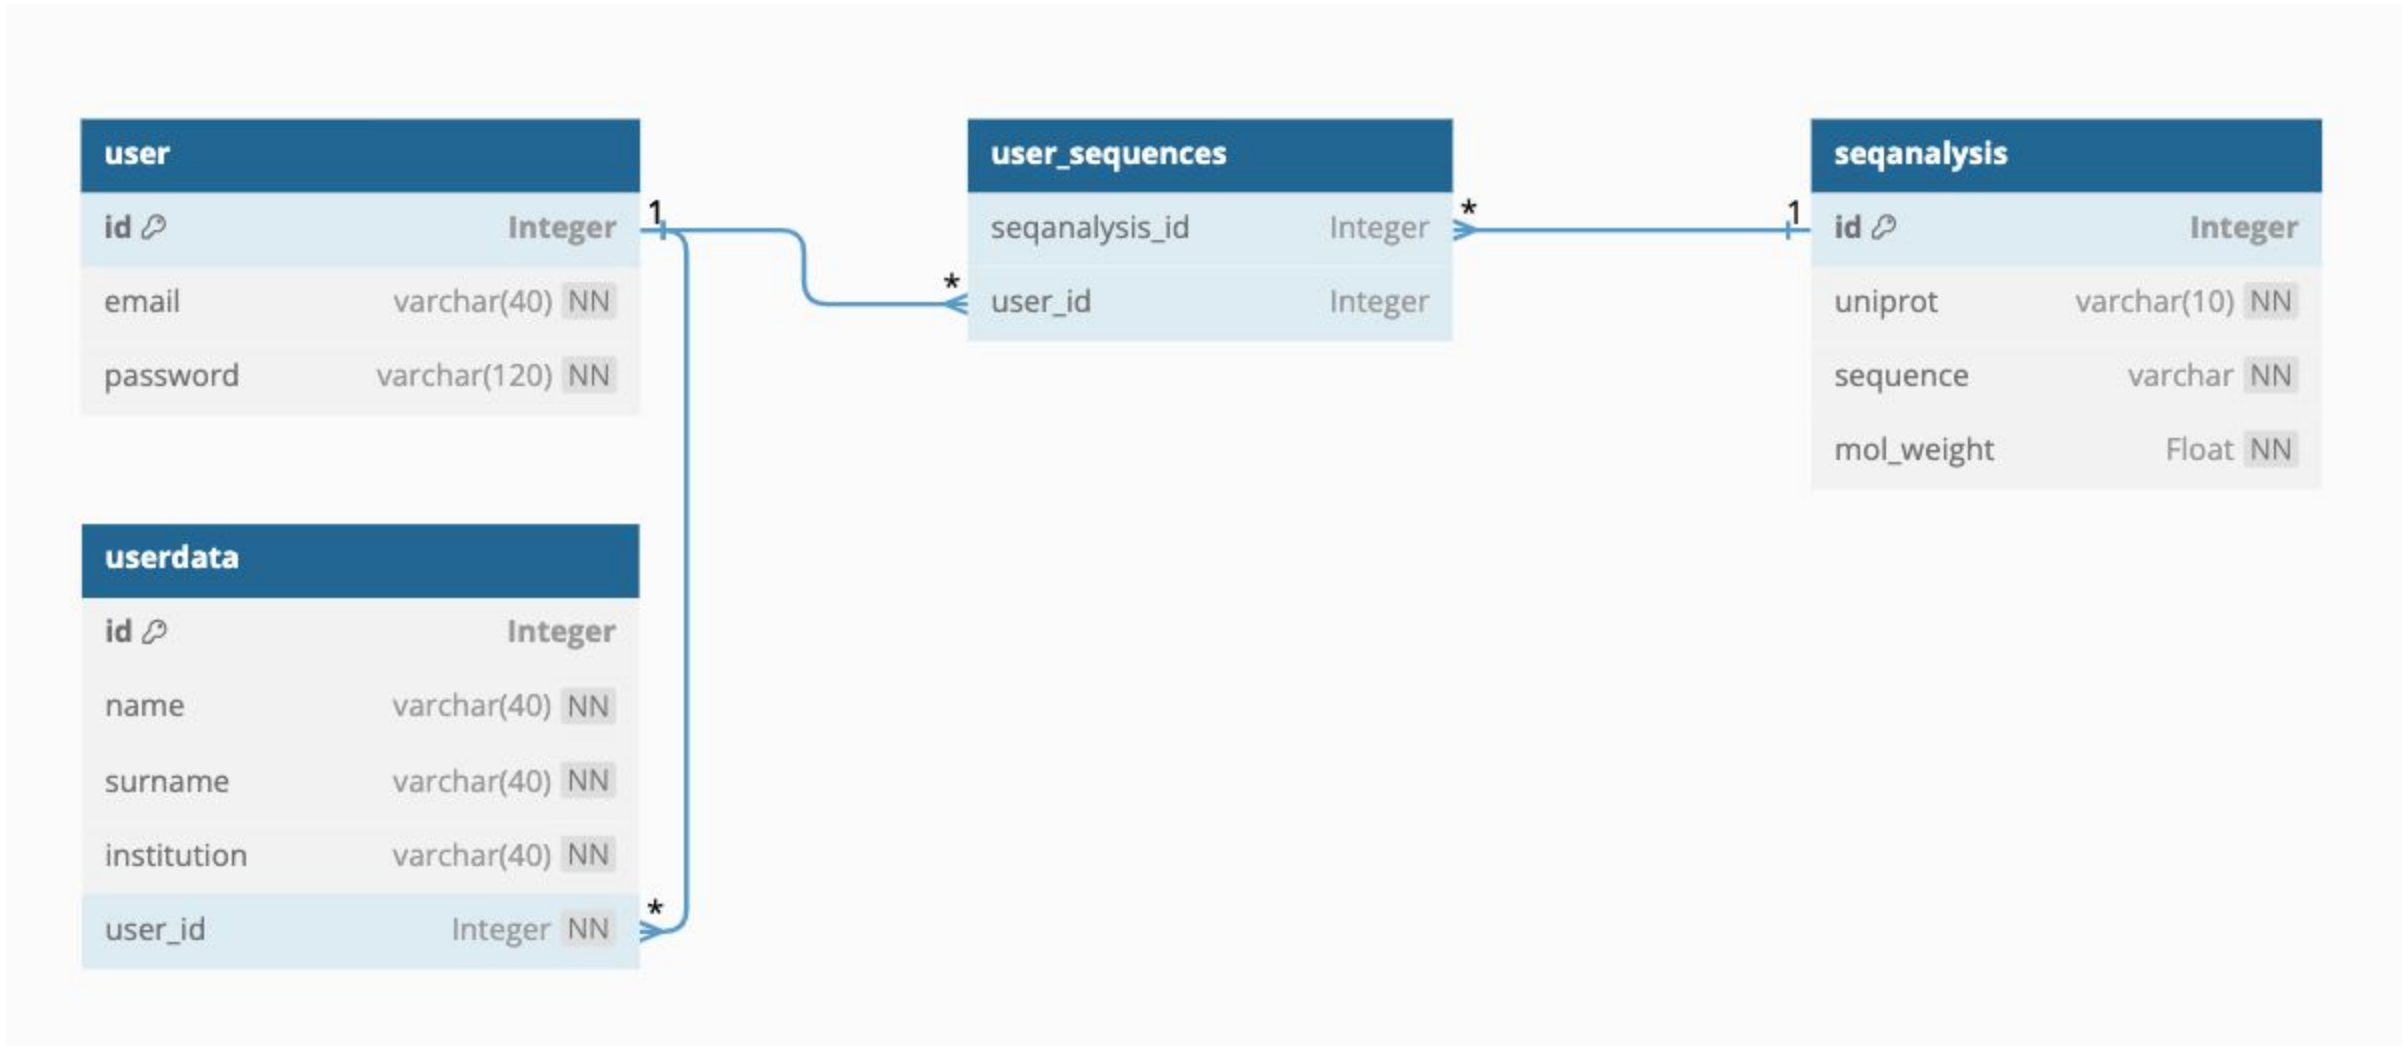 user
id Integer
email varchar(40) NN
password varchar(120) NN
1
*
user_sequences
seqanalysis_id Integer
user_id Integer
*
1
seqanalysis
id Integer
uniprot varchar(10) NN
sequence varchar NN
mol_weight Float NN
userdata
id Integer
name varchar(40) NN
surname varchar(40) NN
institution varchar(40) NN
user_id Integer NN
*